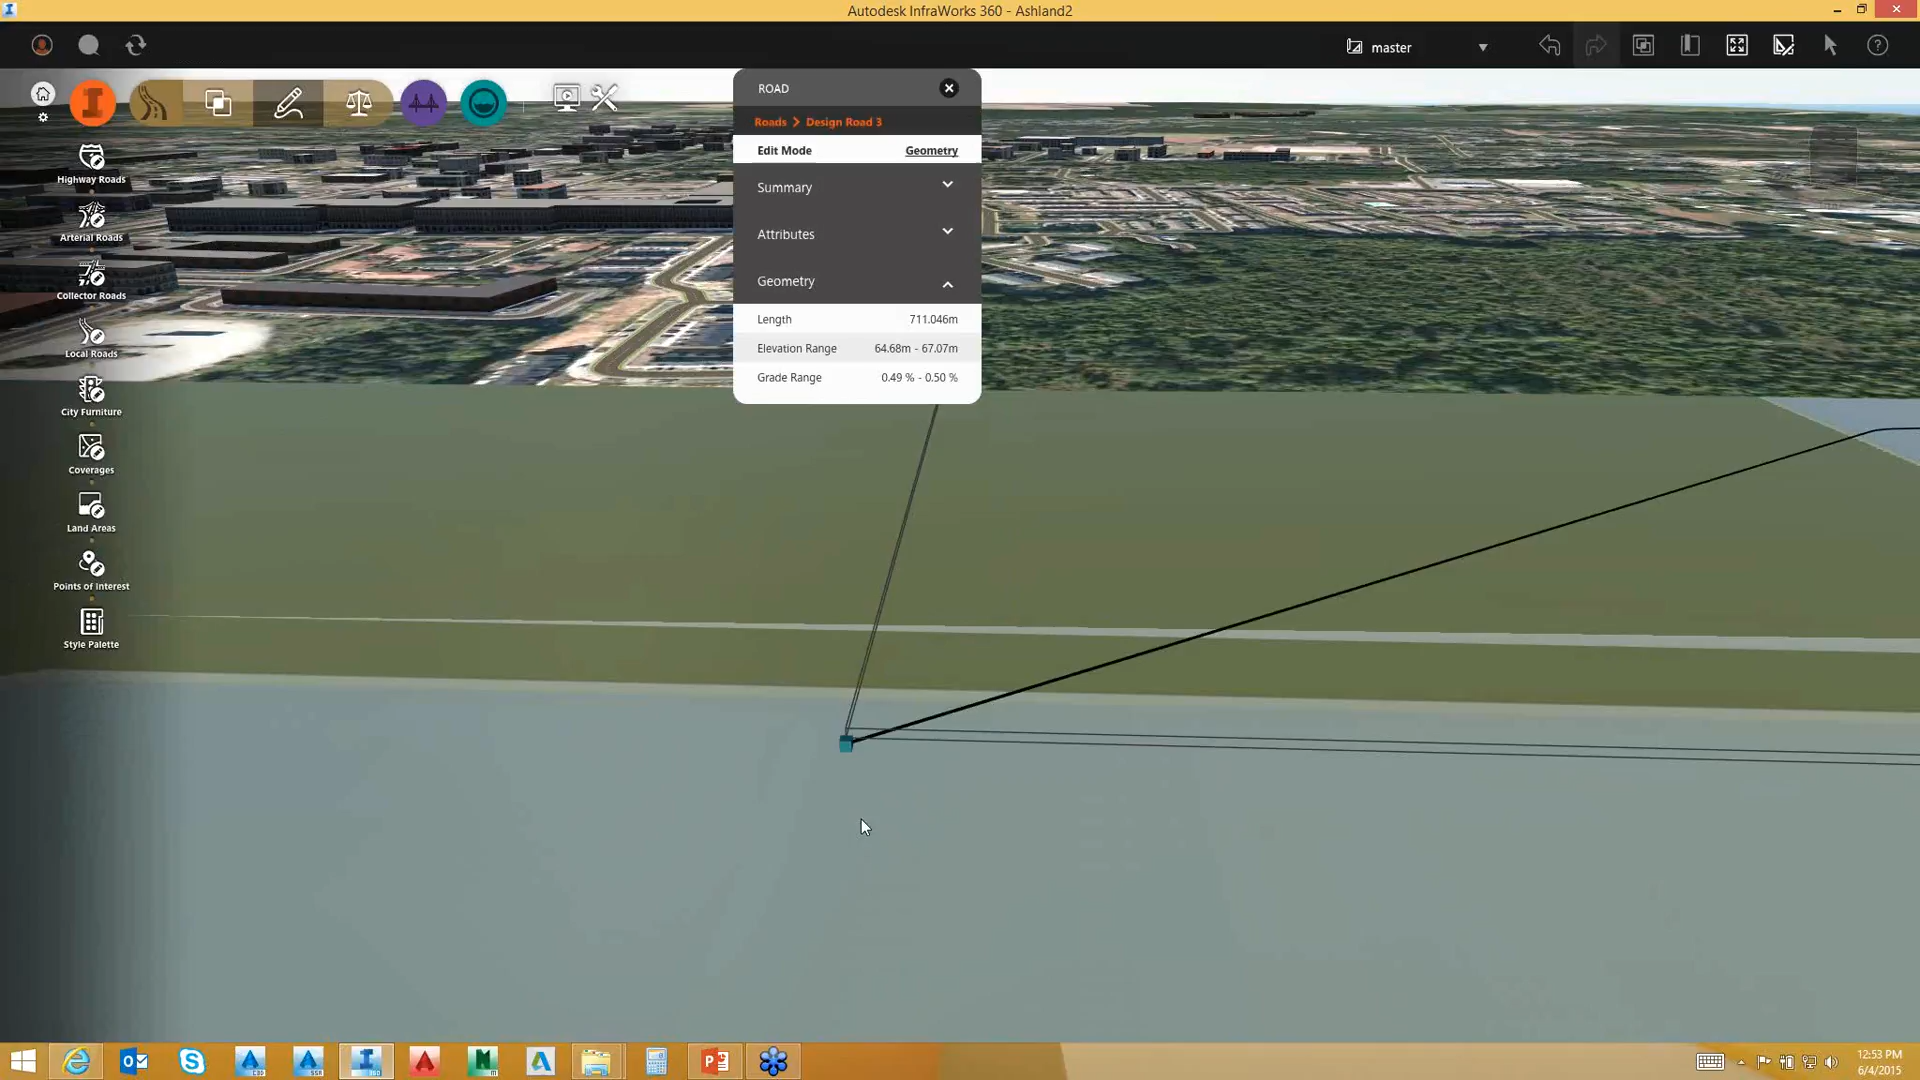 Autodesk InfraWorks 360 - Ashland2
master
ROAD
Roads > Design Road 3
Edit Mode Geometry
Summary
Attributes
Geometry
Length 711.046m
Elevation Range 64.68m - 67.07m
Grade Range 0.49 % - 0.50 %
Highway Roads
Arterial Roads
Collector Roads
Local Roads
City Furniture
Coverages
Land Areas
Points of Interest
Style Palette
12:53 PM
6/4/2015